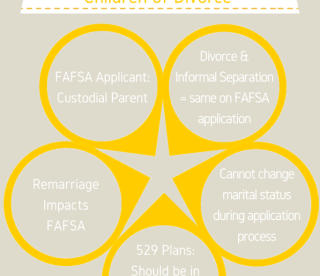 Children of Divorce
FAFSA Applicant:
Custodial Parent
Divorce &
Informal Separation
= same on FAFSA
application
Remarriage
Impacts
FAFSA
Cannot change
marital status
during application
process
529 Plans:
Should be in